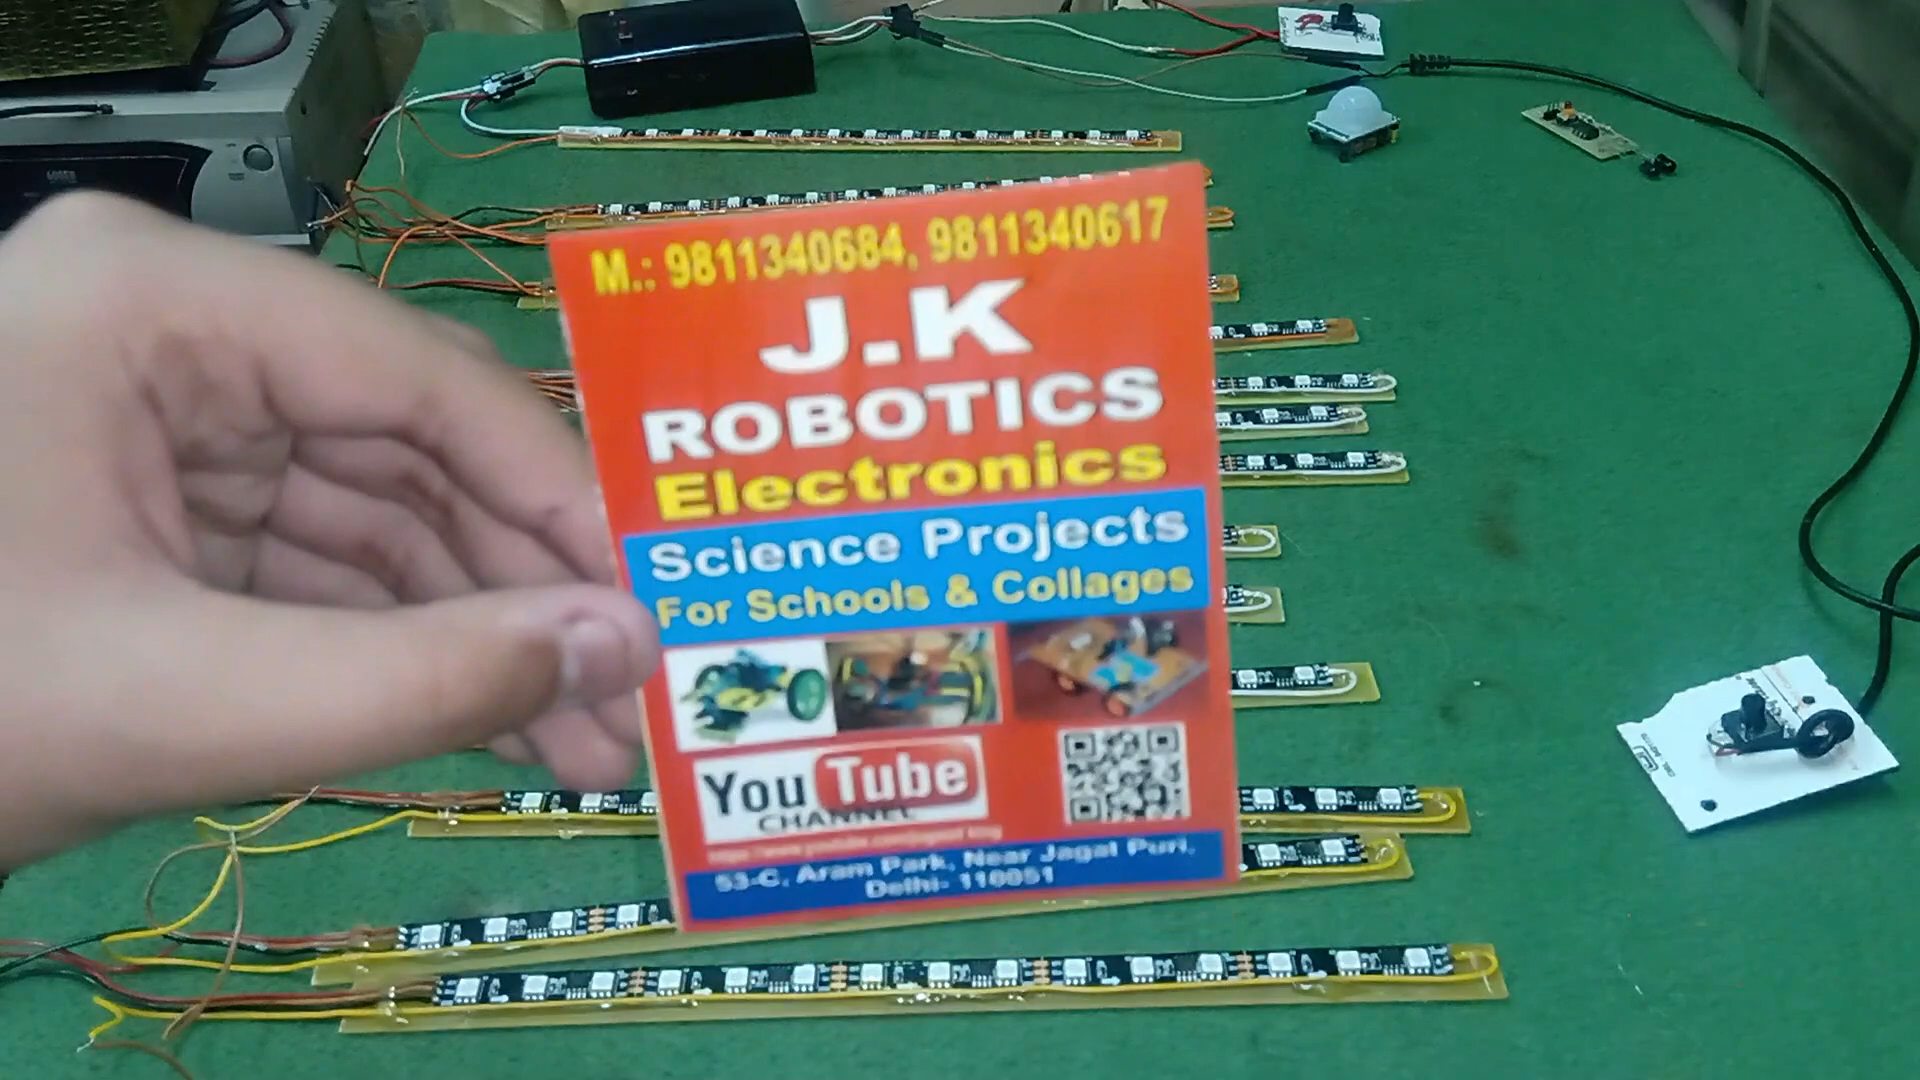 M.: 9811340684, 9811340617
J.K
ROBOTICS
Electronics
Science Projects
For Schools & Collages
YouTube
CHANNEL
53-C, Aram Park, Near Jagat Puri,
Delhi- 110051